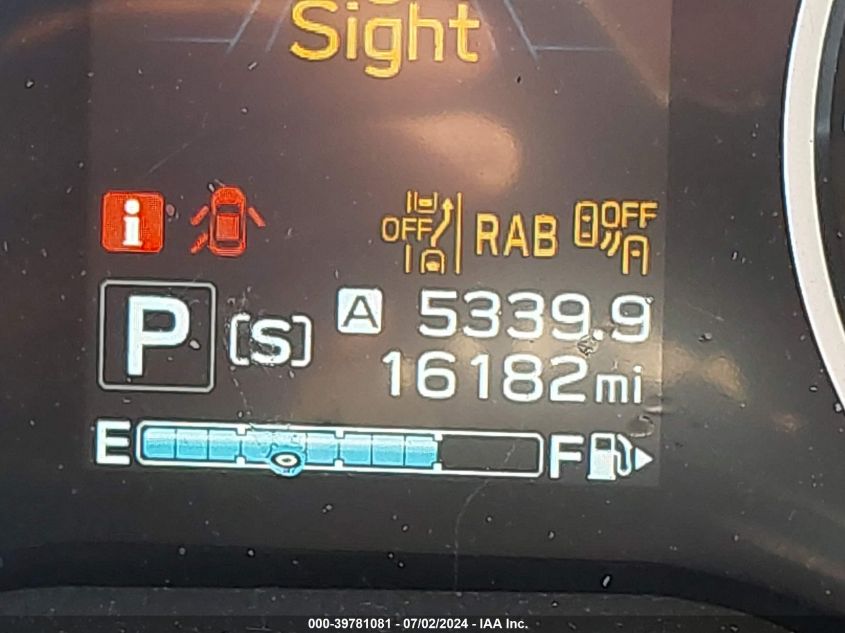 Sight
i
OFF RAB OFF
P [S] A 5339.9
16182mi
E F
000-39781081 - 07/02/2024 - IAA Inc.